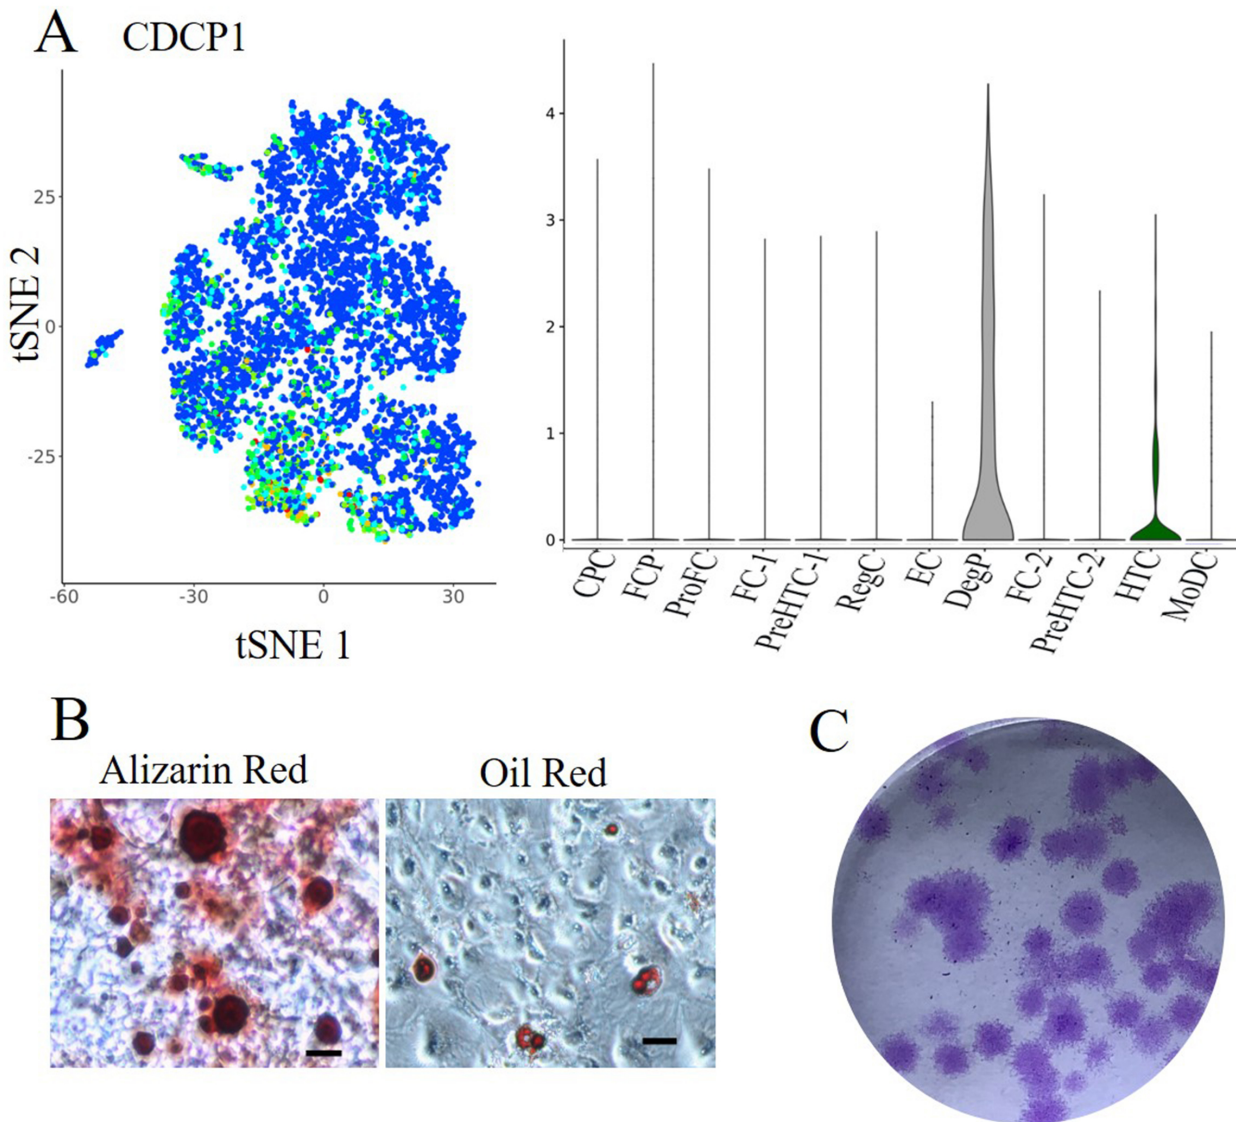 A CDCP1
tSNE 2
25
0
-25
-60 -30 0 30
tSNE 1
4
3
2
1
0
CPC FCP ProFC FC-1 PreHTC-1 RegC EC DegP FC-2 PreHTC-2 HTC MoDC
B
Alizarin Red Oil Red
C